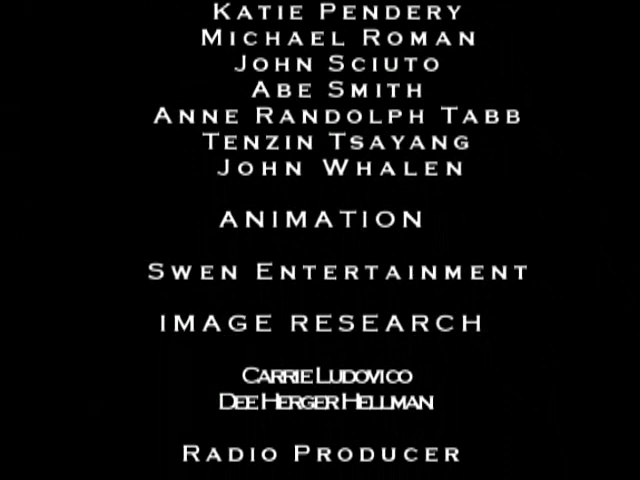 Katie Pendery
Michael Roman
John Sciuto
Abe Smith
Anne Randolph Tabb
Tenzin Tsayang
John Whalen
ANIMATION
Swen Entertainment
IMAGE RESEARCH
Carrie Ludovico
Dee Herger Hellman
Radio Producer